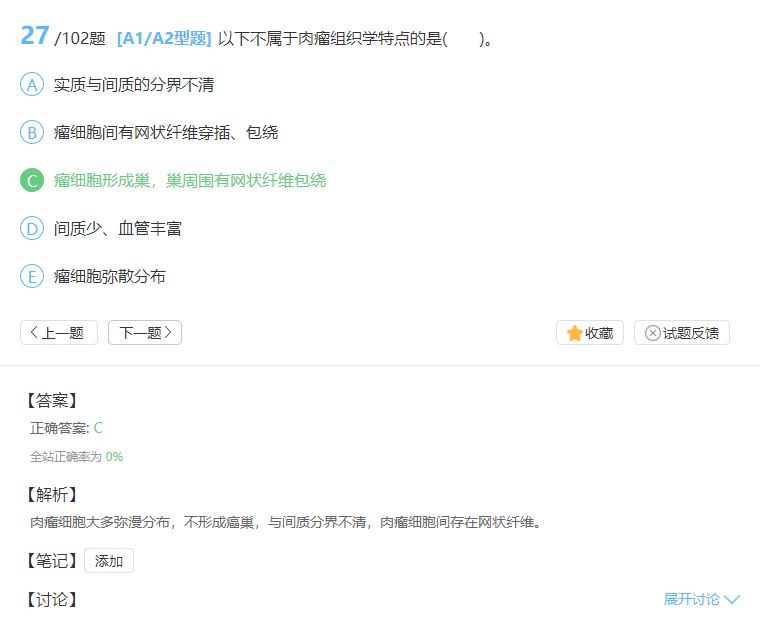 27 /102题 [A1/A2型题] 以下不属于肉瘤组织学特点的是(　　)。
A 实质与间质的分界不清
B 瘤细胞间有网状纤维穿插、包绕
C 瘤细胞形成巢，巢周围有网状纤维包绕
D 间质少、血管丰富
E 瘤细胞弥散分布
上一题 下一题 收藏 试题反馈
【答案】
正确答案: C
全站正确率为 0%
【解析】
肉瘤细胞大多弥漫分布，不形成癌巢，与间质分界不清，肉瘤细胞间存在网状纤维。
【笔记】 添加
【讨论】 展开讨论